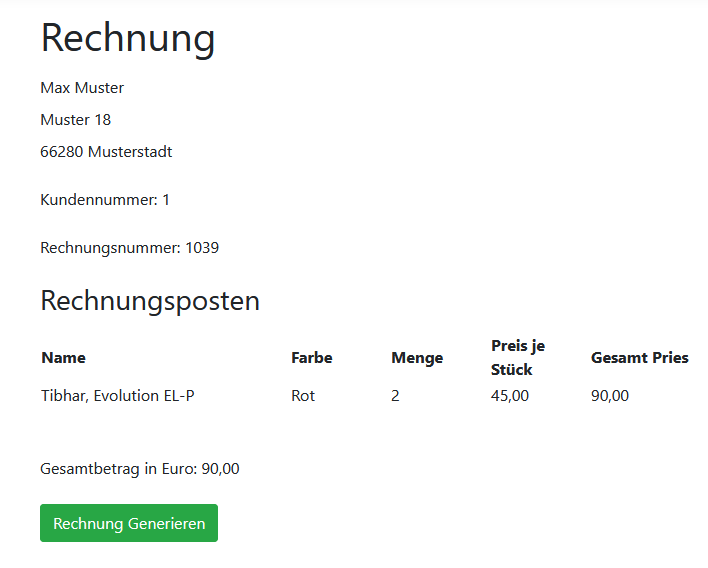 Rechnung
Max Muster
Muster 18
66280 Musterstadt
Kundennummer: 1
Rechnungsnummer: 1039
Rechnungsposten
Name Farbe Menge Preis je Stück Gesamt Pries
Tibhar, Evolution EL-P Rot 2 45,00 90,00
Gesamtbetrag in Euro: 90,00
Rechnung Generieren